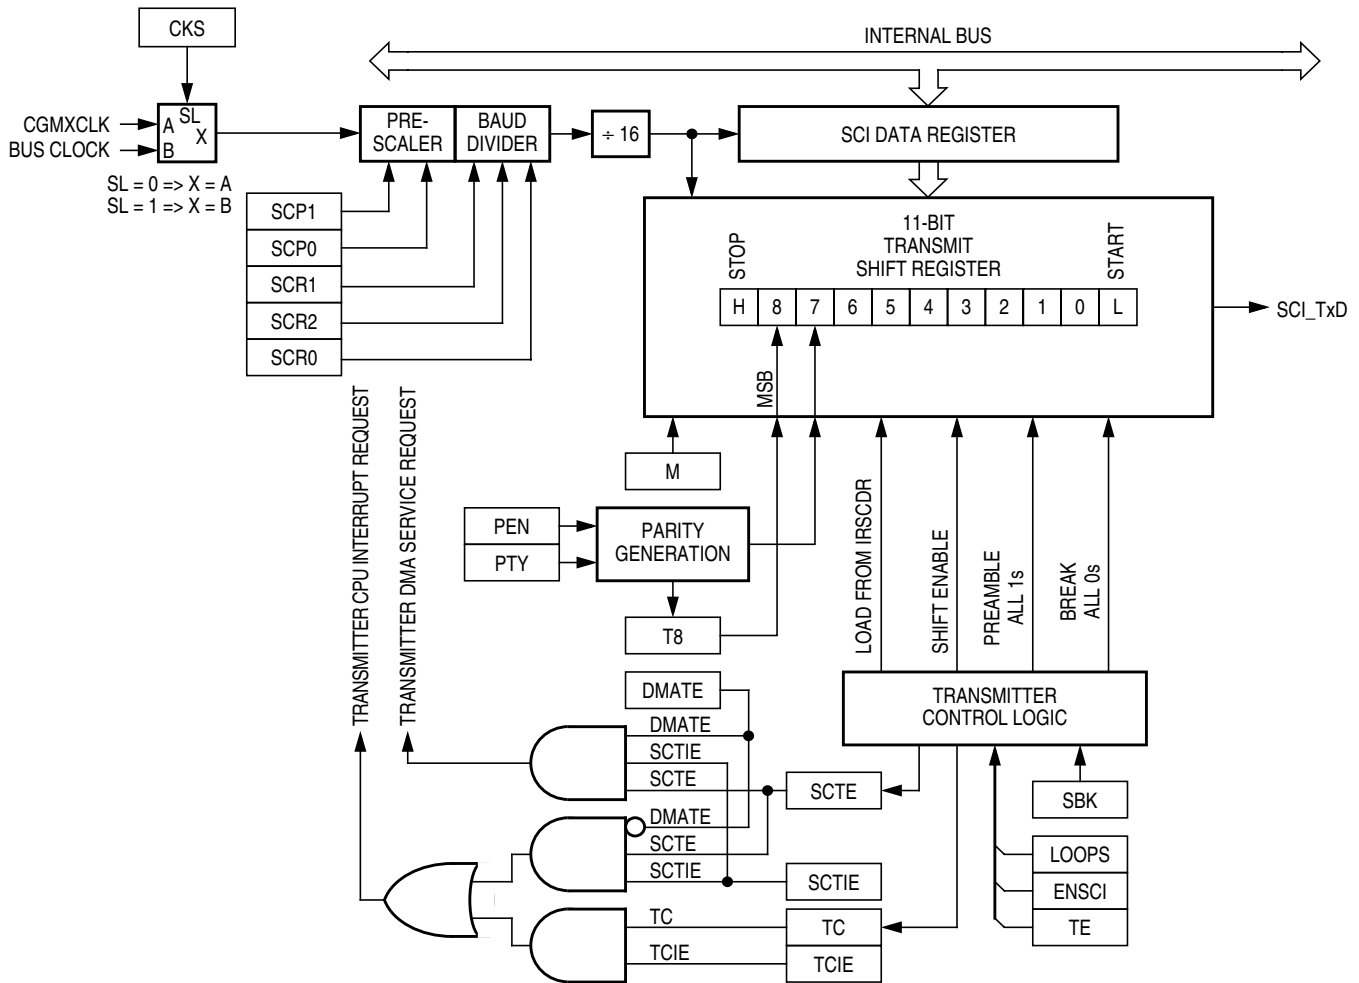 CKS
INTERNAL BUS
CGMXCLK
BUS CLOCK
A
SL
X
B
SL = 0 => X = A
SL = 1 => X = B
PRE-
SCALER
BAUD
DIVIDER
÷ 16
SCI DATA REGISTER
SCP1
SCP0
SCR1
SCR2
SCR0
11-BIT
TRANSMIT
SHIFT REGISTER
STOP
START
H 8 7 6 5 4 3 2 1 0 L
SCI_TxD
MSB
M
PEN
PTY
PARITY
GENERATION
T8
LOAD FROM IRSCDR
SHIFT ENABLE
PREAMBLE
ALL 1s
BREAK
ALL 0s
TRANSMITTER CPU INTERRUPT REQUEST
TRANSMITTER DMA SERVICE REQUEST
TRANSMITTER
CONTROL LOGIC
DMATE
DMATE
SCTIE
SCTE
SCTE
SBK
DMATE
SCTE
SCTIE
SCTIE
LOOPS
ENSCI
TE
TC
TC
TCIE
TCIE